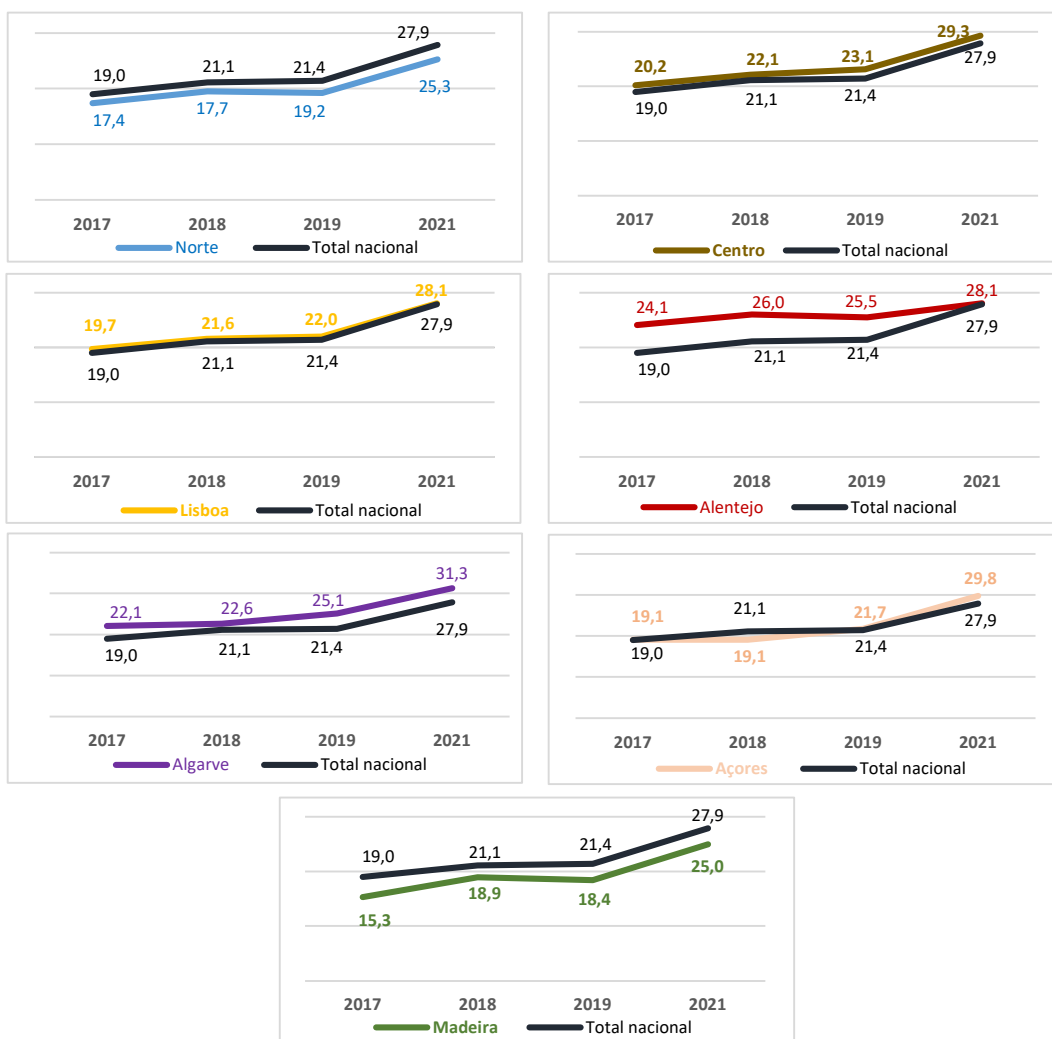 27,9
19,0 21,1 21,4
17,4 17,7 19,2 25,3
2017 2018 2019 2021
Norte Total nacional
29,3
20,2 22,1 23,1
19,0 21,1 21,4 27,9
2017 2018 2019 2021
Centro Total nacional
28,1
19,7 21,6 22,0
19,0 21,1 21,4 27,9
2017 2018 2019 2021
Lisboa Total nacional
24,1 26,0 25,5 28,1
19,0 21,1 21,4 27,9
2017 2018 2019 2021
Alentejo Total nacional
31,3
22,1 22,6 25,1
19,0 21,1 21,4 27,9
2017 2018 2019 2021
Algarve Total nacional
29,8
19,1 21,1 21,7
19,0 19,1 21,4 27,9
2017 2018 2019 2021
Açores Total nacional
27,9
19,0 21,1 21,4
15,3 18,9 18,4 25,0
2017 2018 2019 2021
Madeira Total nacional